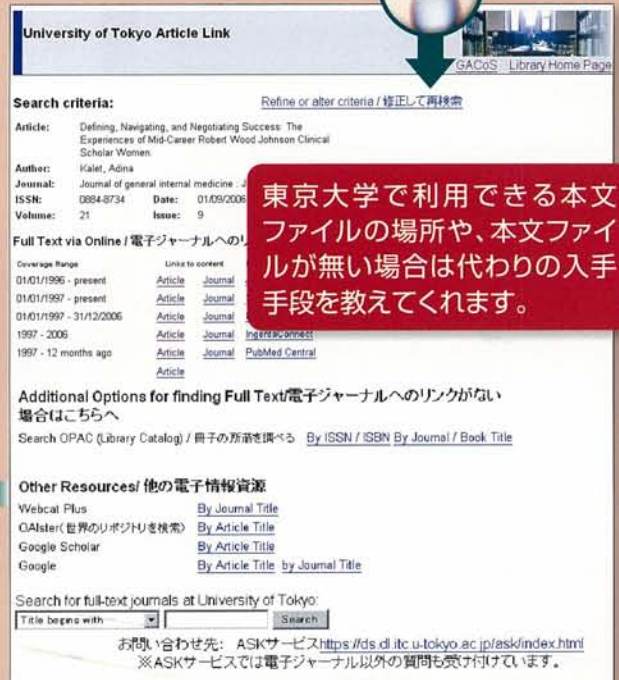 University of Tokyo Article Link
GACoS Library Home Page
Search criteria:
Refine or alter criteria / 修正して再検索
Article: Defining, Navigating, and Negotiating Success: The
Experiences of Mid-Career Robert Wood Johnson Clinical
Scholar Women.
Author: Kalet, Adina
Journal: Journal of general internal medicine : J
ISSN: 0884-8734 Date: 01/09/2006
Volume: 21 Issue: 9
東京大学で利用できる本文
ファイルの場所や、本文ファイ
ルが無い場合は代わりの入手
手段を教えてくれます。
Full Text via Online / 電子ジャーナルへのリ
Coverage Range Links to content
01/01/1996 - present Article Journal
01/01/1997 - present Article Journal
01/01/1997 - 31/12/2006 Article Journal
1997 - 2006 Article Journal IngentaConnect
1997 - 12 months ago Article Journal PubMed Central
Article
Additional Options for finding Full Text/電子ジャーナルへのリンクがない
場合はこちらへ
Search OPAC (Library Catalog) / 冊子の所蔵を調べる By ISSN / ISBN By Journal / Book Title
Other Resources/ 他の電子情報資源
Webcat Plus By Journal Title
OAIster(世界のリポジトリを検索) By Article Title
Google Scholar By Article Title
Google By Article Title by Journal Title
Search for full-text journals at University of Tokyo:
Title begins with Search
お問い合わせ先: ASKサービスhttps://ds.dl.itc.u-tokyo.ac.jp/ask/index.html
※ASKサービスでは電子ジャーナル以外の質問も受け付けています。